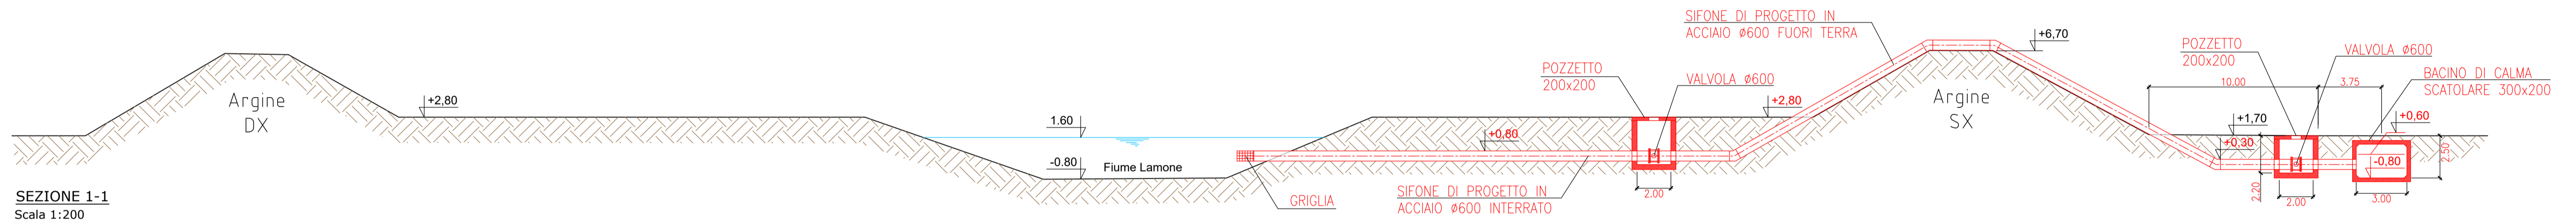 SIFONE DI PROGETTO IN
ACCIAIO Ø600 FUORI TERRA
+6,70
POZZETTO
200x200
VALVOLA Ø600
BACINO DI CALMA
SCATOLARE 300x200
POZZETTO
200x200
VALVOLA Ø600
10.00
3.75
Argine
DX
+2,80
1.60
+2,80
Argine
SX
+1,70
+0,60
+0,80
+0,30
-0.80
Fiume Lamone
-0,80
2.50
GRIGLIA
SIFONE DI PROGETTO IN
ACCIAIO Ø600 INTERRATO
2.00
2.20
2.00
3.00
SEZIONE 1-1
Scala 1:200